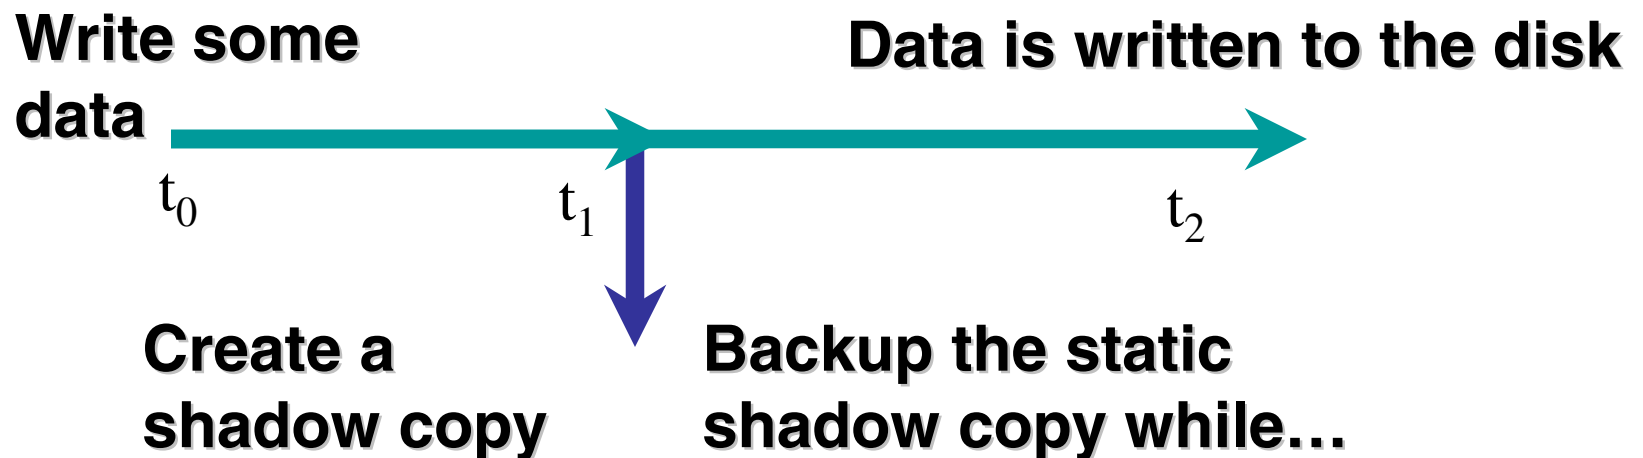 Write some
data
Data is written to the disk
t₀
t₁
t₂
Create a
shadow copy
Backup the static
shadow copy while…